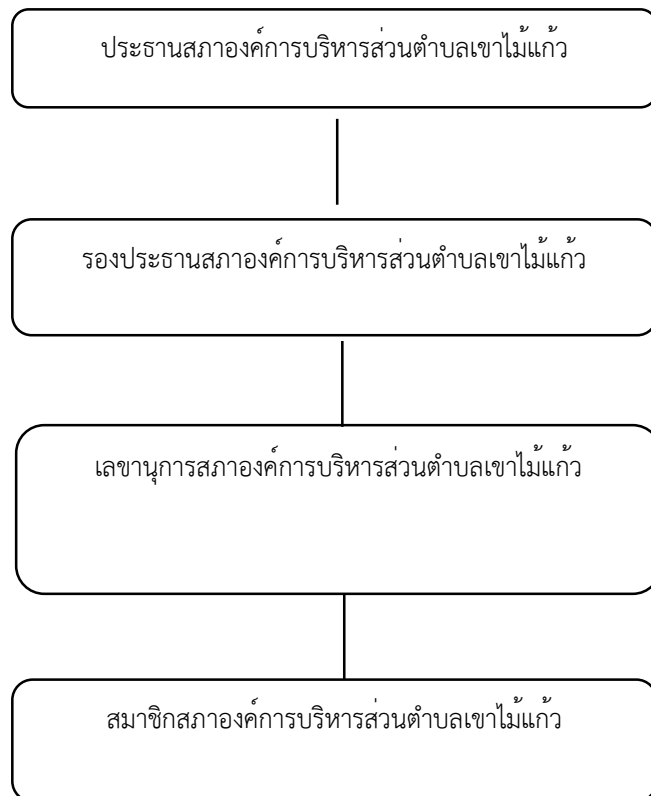 ประธานสภาองค์การบริหารส่วนตำบลเขาไม้แก้ว
รองประธานสภาองค์การบริหารส่วนตำบลเขาไม้แก้ว
เลขานุการสภาองค์การบริหารส่วนตำบลเขาไม้แก้ว
สมาชิกสภาองค์การบริหารส่วนตำบลเขาไม้แก้ว